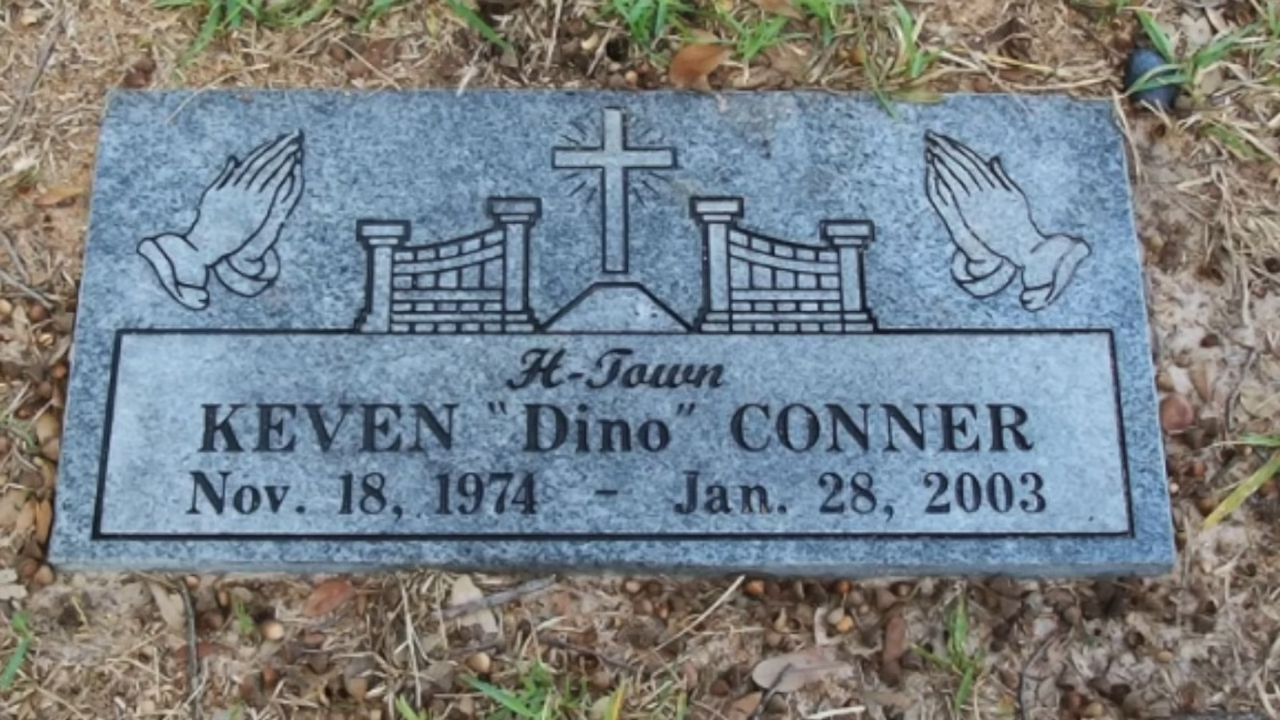 H-Town
KEVEN "Dino" CONNER
Nov. 18, 1974 - Jan. 28, 2003